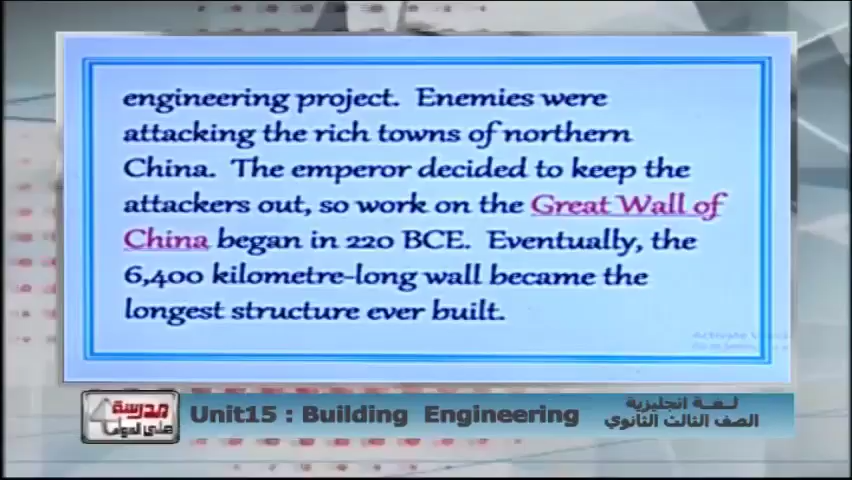 engineering project. Enemies were
attacking the rich towns of northern
China. The emperor decided to keep the
attackers out, so work on the Great Wall of
China began in 220 BCE. Eventually, the
6,400 kilometre-long wall became the
longest structure ever built.
Activate
مدرسة
على الهواء
Unit15 : Building Engineering
لـغـــة انجليزية
الصف الثالث الثانوي